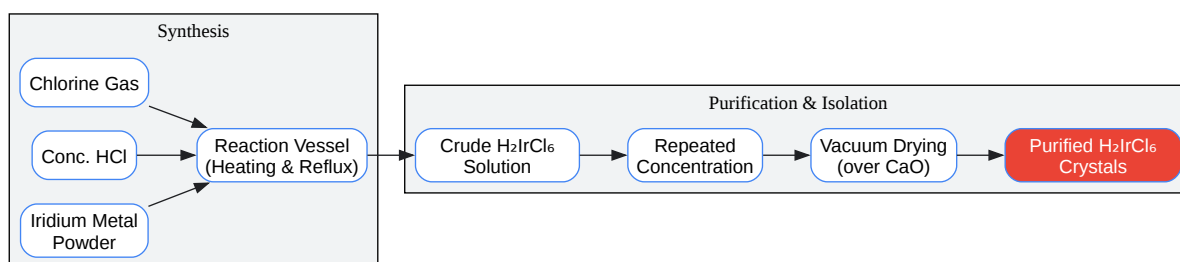 Synthesis
Chlorine Gas
Conc. HCl
Iridium Metal
Powder
Reaction Vessel
(Heating & Reflux)
Purification & Isolation
Crude H₂IrCl₆
Solution
Repeated
Concentration
Vacuum Drying
(over CaO)
Purified H₂IrCl₆
Crystals